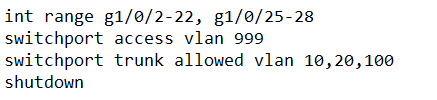 int range g1/0/2-22, g1/0/25-28
switchport access vlan 999
switchport trunk allowed vlan 10,20,100
shutdown